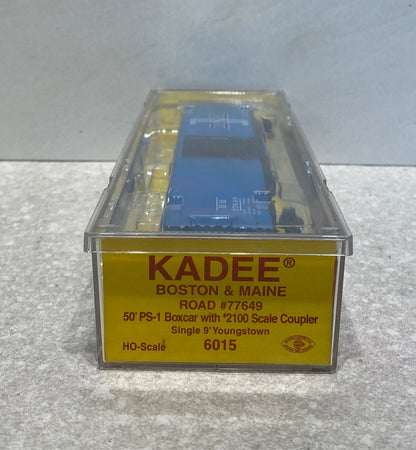 KADEE®
BOSTON & MAINE
ROAD #77649
50' PS-1 Boxcar with #2100 Scale Coupler
Single 9' Youngstown
HO-Scale® 6015